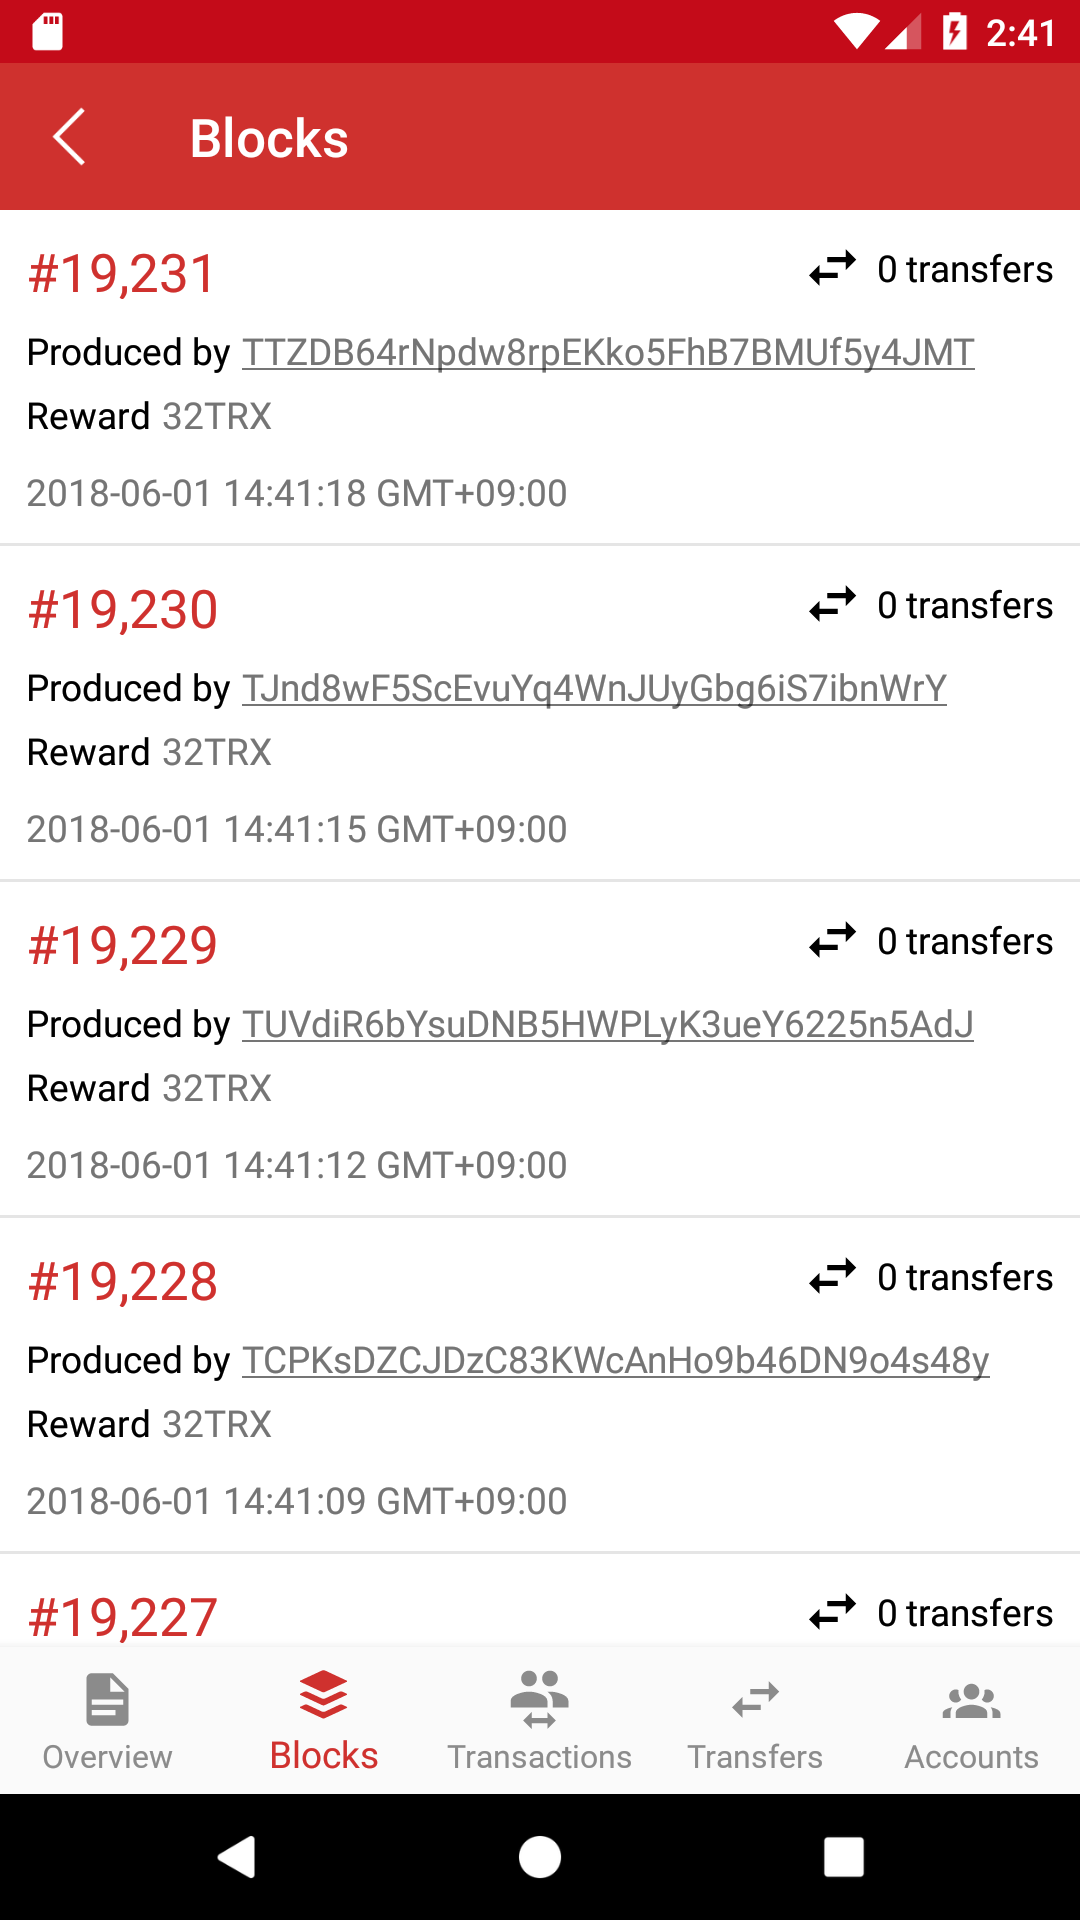 2:41
Blocks
#19,231 0 transfers
Produced by TTZDB64rNpdw8rpEKko5FhB7BMUf5y4JMT
Reward 32TRX
2018-06-01 14:41:18 GMT+09:00
#19,230 0 transfers
Produced by TJnd8wF5ScEvuYq4WnJUyGbg6iS7ibnWrY
Reward 32TRX
2018-06-01 14:41:15 GMT+09:00
#19,229 0 transfers
Produced by TUVdiR6bYsuDNB5HWPLyK3ueY6225n5AdJ
Reward 32TRX
2018-06-01 14:41:12 GMT+09:00
#19,228 0 transfers
Produced by TCPKsDZCJDzC83KWcAnHo9b46DN9o4s48y
Reward 32TRX
2018-06-01 14:41:09 GMT+09:00
#19,227 0 transfers
Overview Blocks Transactions Transfers Accounts